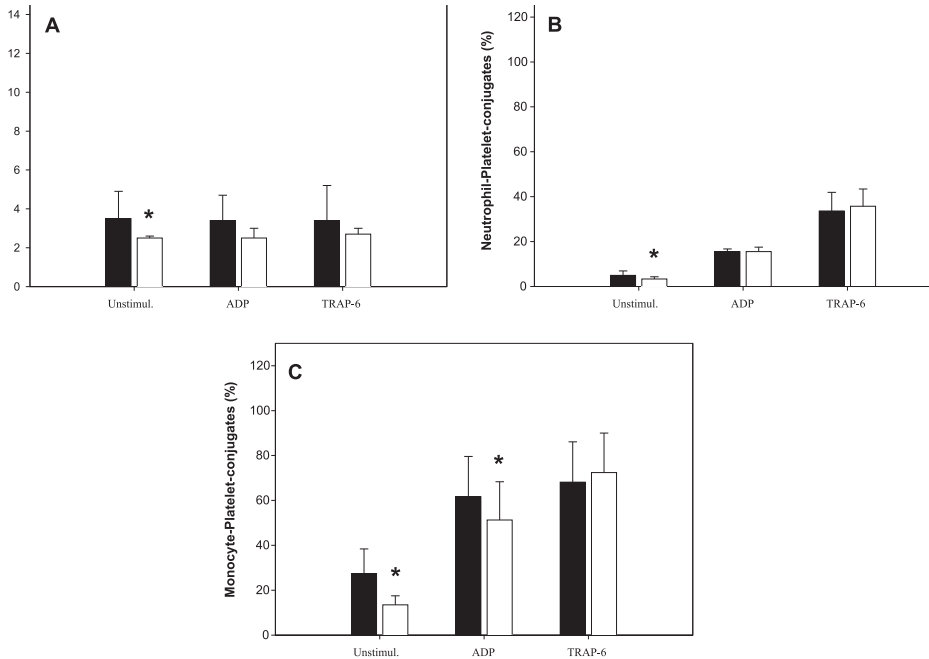 A
14
12
10
8
6
4
2
0
*
Unstimul.
ADP
TRAP-6
B
Neutrophil-Platelet-conjugates (%)
120
100
80
60
40
20
0
*
Unstimul.
ADP
TRAP-6
C
Monocyte-Platelet-conjugates (%)
120
100
80
60
40
20
0
*
*
Unstimul.
ADP
TRAP-6